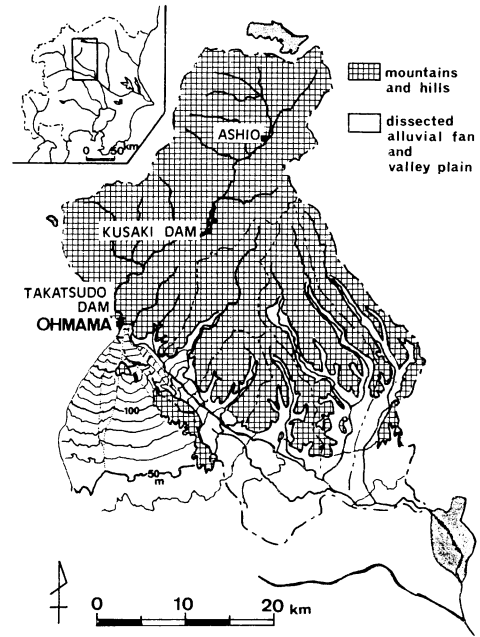 0 50km
mountains
and hills
dissected
alluvial fan
and
valley plain
ASHIO
KUSAKI DAM
TAKATSUDO
DAM
OHMAMA
100
50
m
0 10 20 km